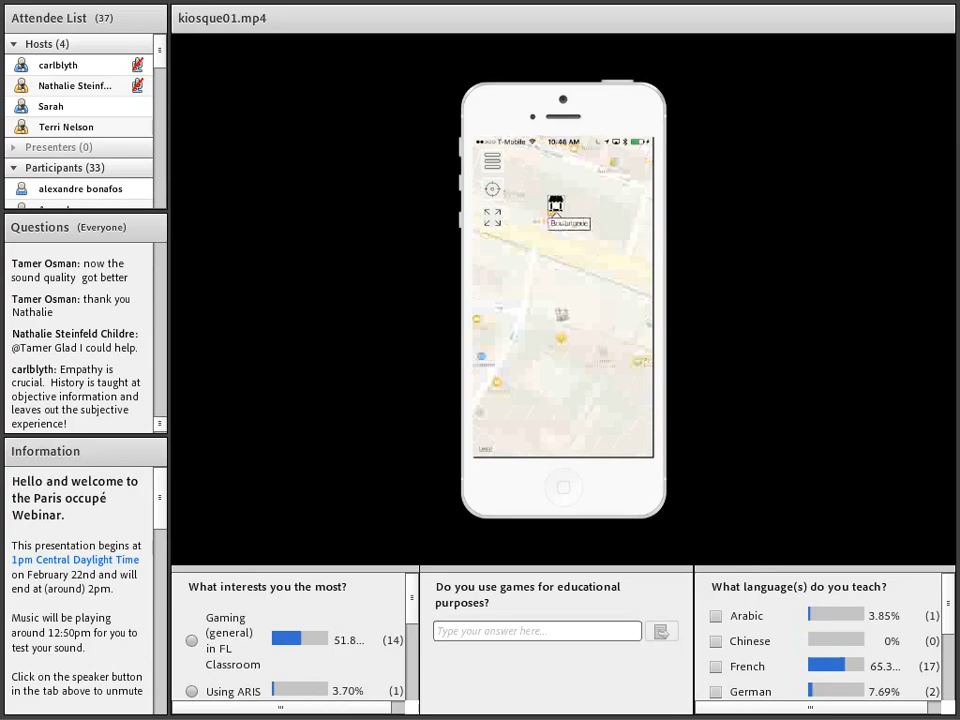 Attendee List (37)
Hosts (4)
carlblyth
Nathalie Steinf...
Sarah
Terri Nelson
Presenters (0)
Participants (33)
alexandre bonafos
Questions (Everyone)
Tamer Osman: now the
sound quality got better
Tamer Osman: thank you
Nathalie
Nathalie Steinfeld Childre:
@Tamer Glad I could help.
carlblyth: Empathy is
crucial. History is taught at
objective information and
leaves out the subjective
experience!
Information
Hello and welcome to
the Paris occupé
Webinar.
This presentation begins at
1pm Central Daylight Time
on February 22nd and will
end at (around) 2pm.
Music will be playing
around 12:50pm for you to
test your sound.
Click on the speaker button
in the tab above to unmute
kiosque01.mp4
T-Mobile 10:46 AM
Boulangerie
What interests you the most?
Gaming
(general)
in FL
Classroom
51.8... (14)
Using ARIS 3.70% (1)
Do you use games for educational
purposes?
Type your answer here...
What language(s) do you teach?
Arabic 3.85% (1)
Chinese 0% (0)
French 65.3... (17)
German 7.69% (2)